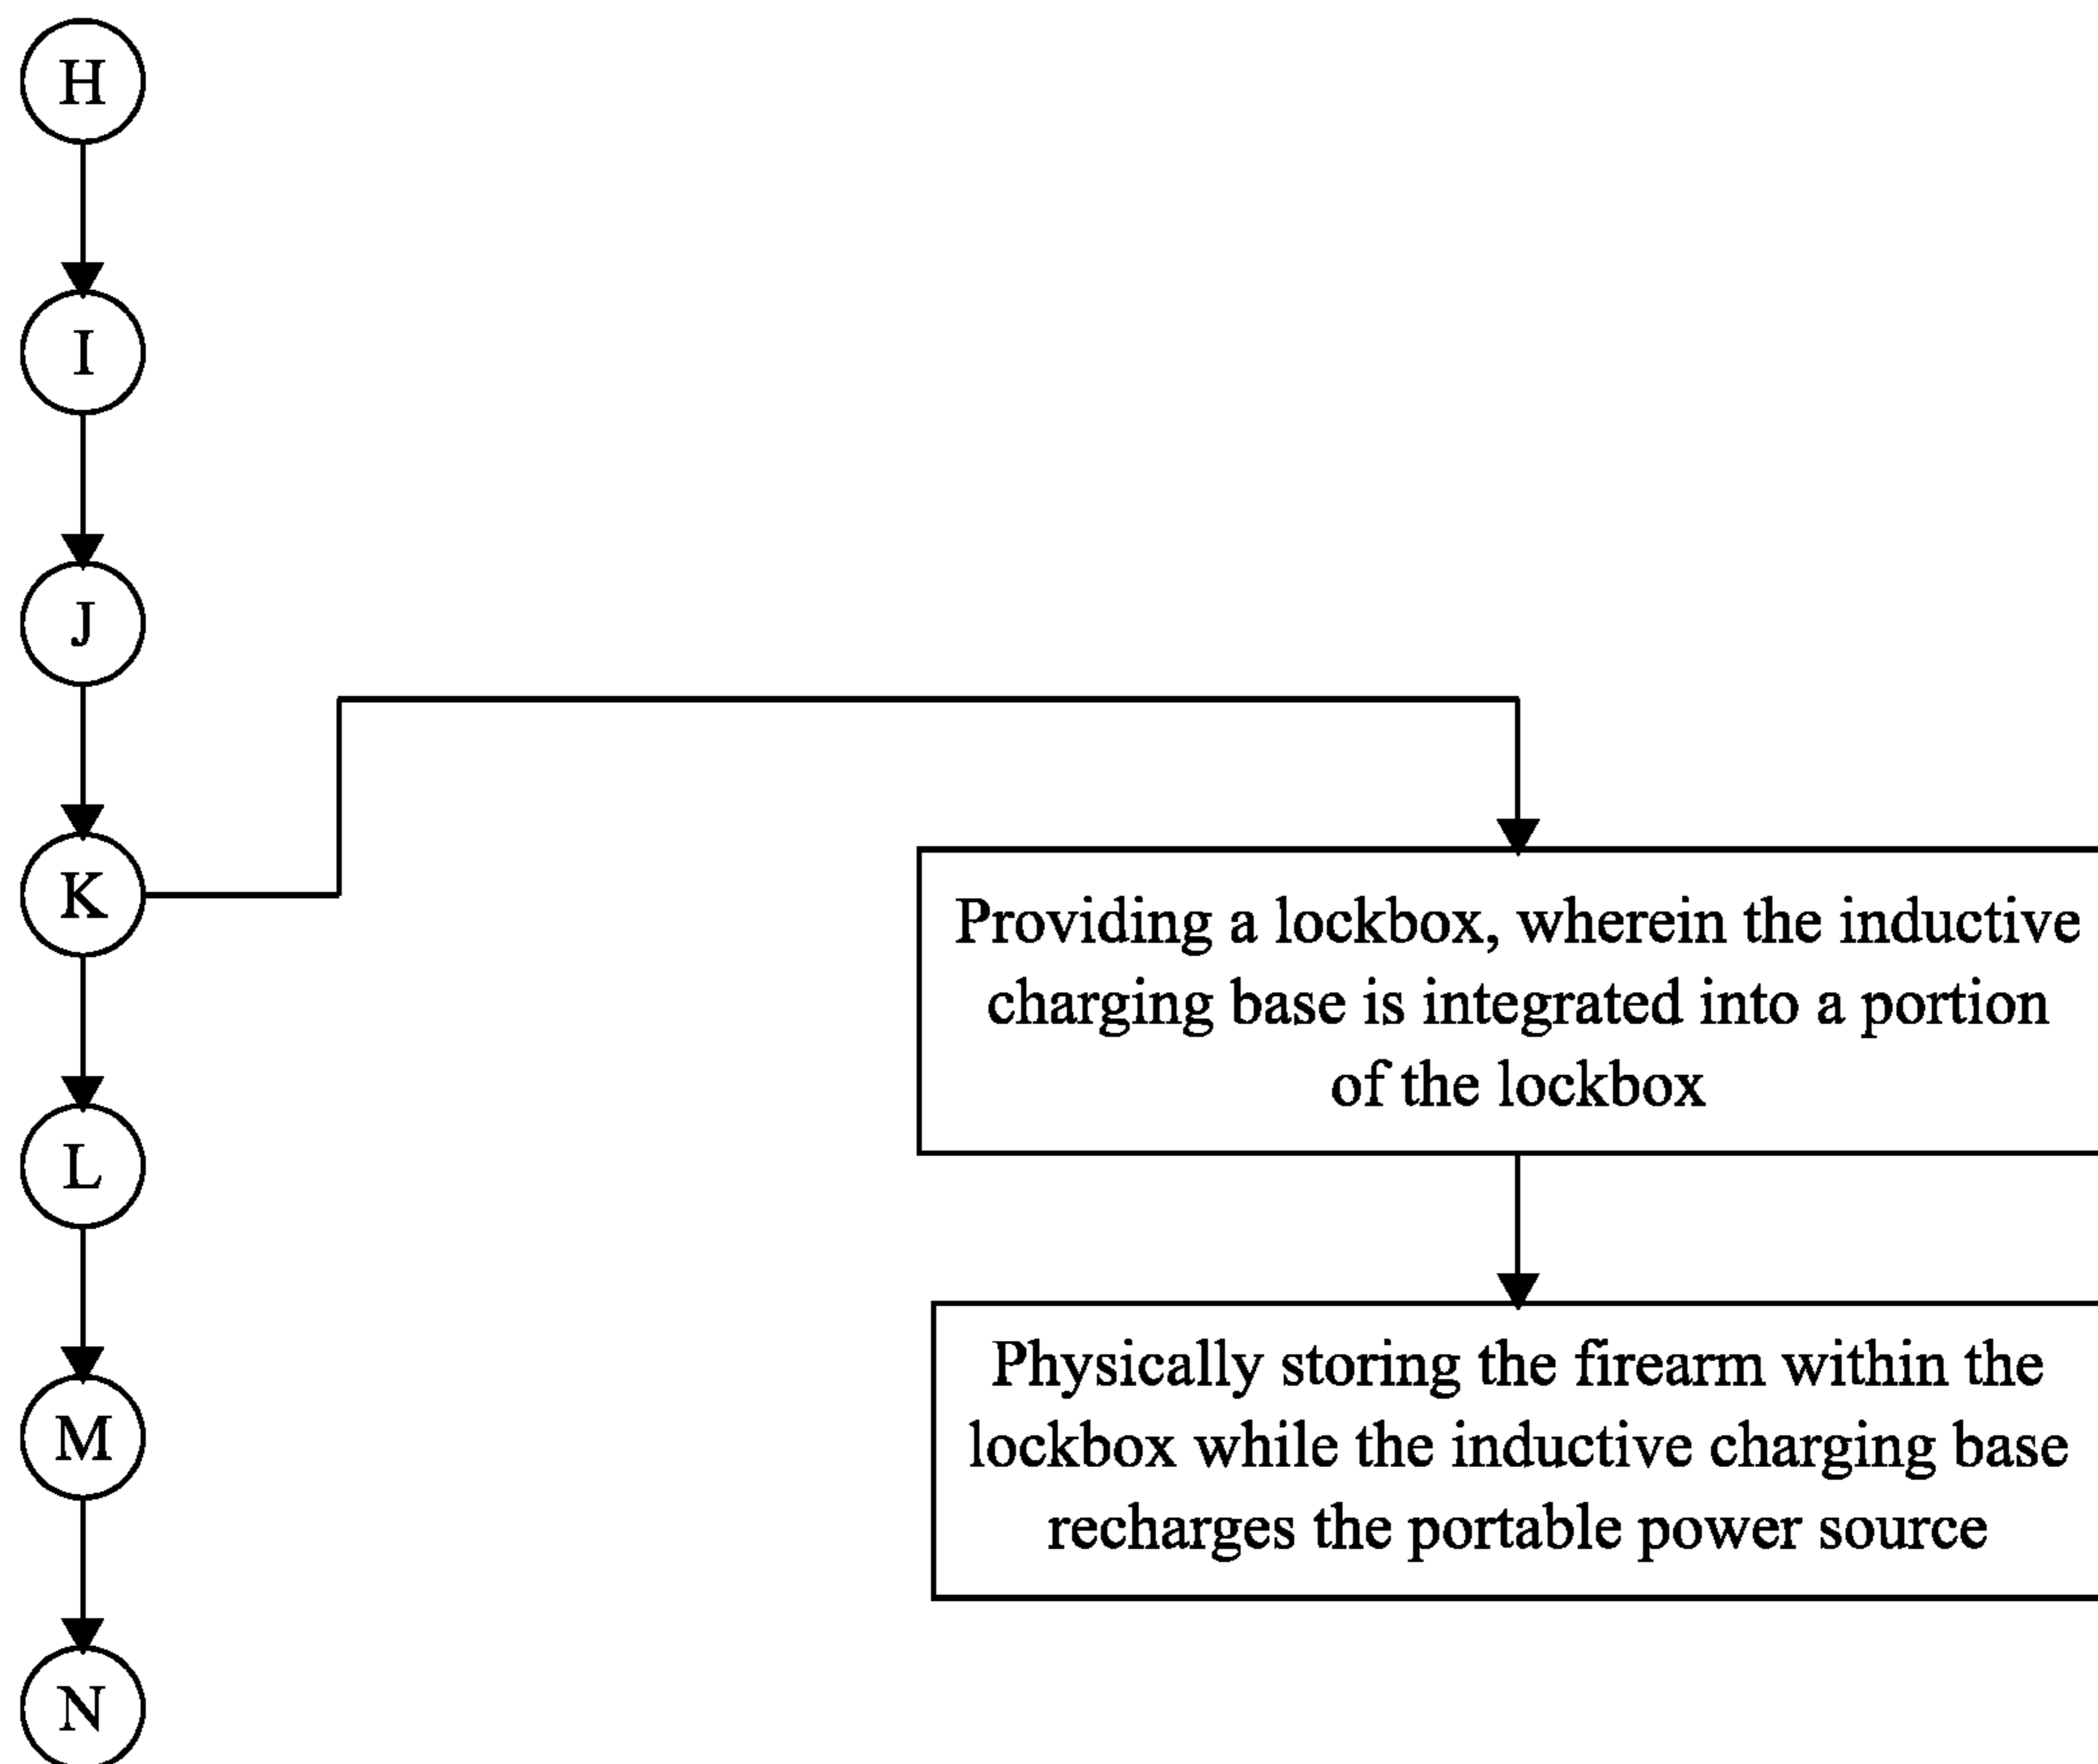 H
I
J
K
L
M
N
Providing a lockbox, wherein the inductive
charging base is integrated into a portion
of the lockbox
Physically storing the firearm within the
lockbox while the inductive charging base
recharges the portable power source